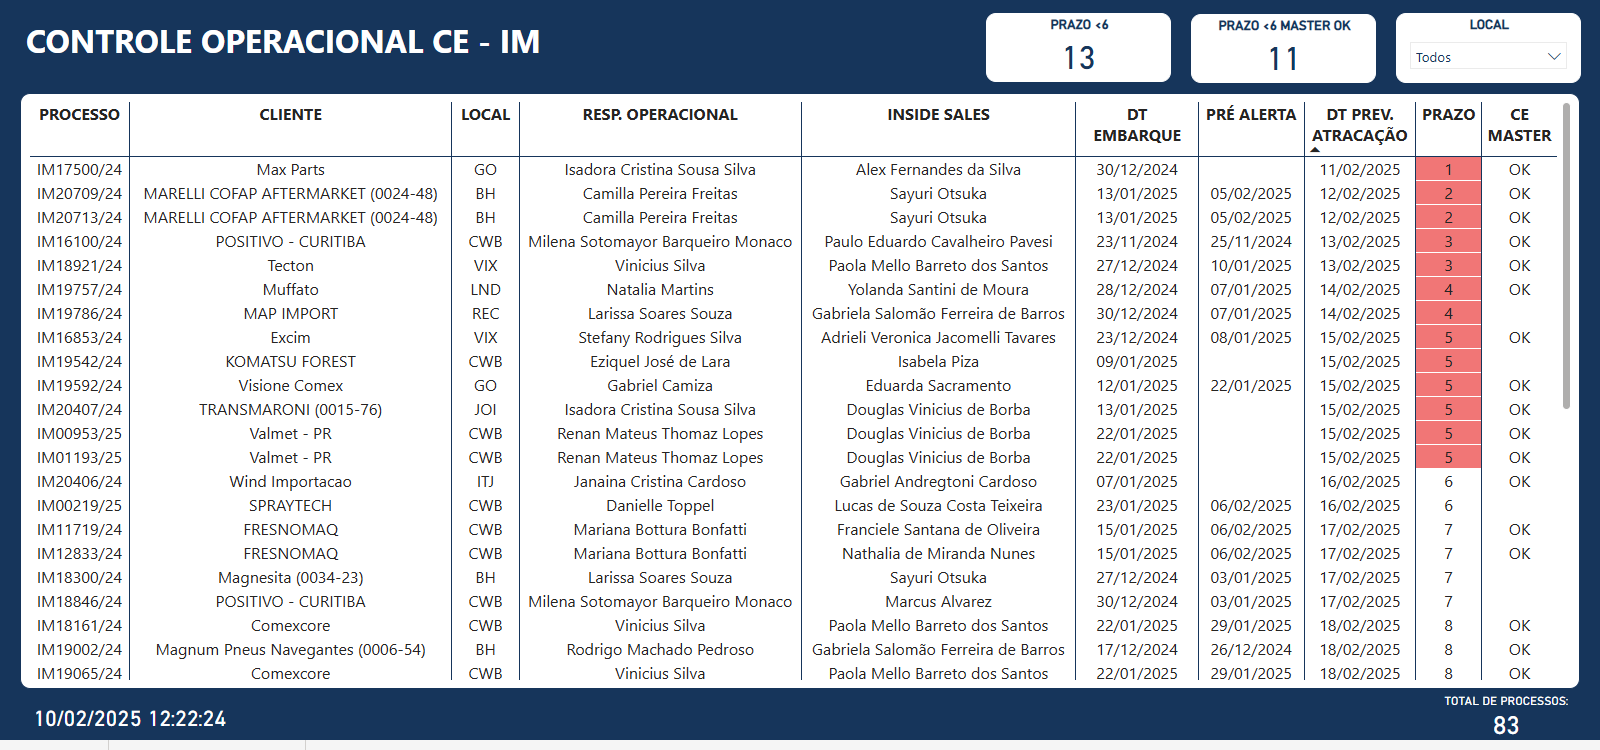 CONTROLE OPERACIONAL CE - IM
PRAZO <6
13
PRAZO <6 MASTER OK
11
LOCAL
Todos
PROCESSO CLIENTE LOCAL RESP. OPERACIONAL INSIDE SALES DT EMBARQUE PRÉ ALERTA DT PREV. ATRACAÇÃO PRAZO CE MASTER
IM17500/24 Max Parts GO Isadora Cristina Sousa Silva Alex Fernandes da Silva 30/12/2024 11/02/2025 1 OK
IM20709/24 MARELLI COFAP AFTERMARKET (0024-48) BH Camilla Pereira Freitas Sayuri Otsuka 13/01/2025 05/02/2025 12/02/2025 2 OK
IM20713/24 MARELLI COFAP AFTERMARKET (0024-48) BH Camilla Pereira Freitas Sayuri Otsuka 13/01/2025 05/02/2025 12/02/2025 2 OK
IM16100/24 POSITIVO - CURITIBA CWB Milena Sotomayor Barqueiro Monaco Paulo Eduardo Cavalheiro Pavesi 23/11/2024 25/11/2024 13/02/2025 3 OK
IM18921/24 Tecton VIX Vinicius Silva Paola Mello Barreto dos Santos 27/12/2024 10/01/2025 13/02/2025 3 OK
IM19757/24 Muffato LND Natalia Martins Yolanda Santini de Moura 28/12/2024 07/01/2025 14/02/2025 4 OK
IM19786/24 MAP IMPORT REC Larissa Soares Souza Gabriela Salomão Ferreira de Barros 30/12/2024 07/01/2025 14/02/2025 4
IM16853/24 Excim VIX Stefany Rodrigues Silva Adrieli Veronica Jacomelli Tavares 23/12/2024 08/01/2025 15/02/2025 5 OK
IM19542/24 KOMATSU FOREST CWB Eziquel José de Lara Isabela Piza 09/01/2025 15/02/2025 5
IM19592/24 Visione Comex GO Gabriel Camiza Eduarda Sacramento 12/01/2025 22/01/2025 15/02/2025 5 OK
IM20407/24 TRANSMARONI (0015-76) JOI Isadora Cristina Sousa Silva Douglas Vinicius de Borba 13/01/2025 15/02/2025 5 OK
IM00953/25 Valmet - PR CWB Renan Mateus Thomaz Lopes Douglas Vinicius de Borba 22/01/2025 15/02/2025 5 OK
IM01193/25 Valmet - PR CWB Renan Mateus Thomaz Lopes Douglas Vinicius de Borba 22/01/2025 15/02/2025 5 OK
IM20406/24 Wind Importacao ITJ Janaina Cristina Cardoso Gabriel Andregtoni Cardoso 07/01/2025 16/02/2025 6 OK
IM00219/25 SPRAYTECH CWB Danielle Toppel Lucas de Souza Costa Teixeira 23/01/2025 06/02/2025 16/02/2025 6
IM11719/24 FRESNOMAQ CWB Mariana Bottura Bonfatti Franciele Santana de Oliveira 15/01/2025 06/02/2025 17/02/2025 7 OK
IM12833/24 FRESNOMAQ CWB Mariana Bottura Bonfatti Nathalia de Miranda Nunes 15/01/2025 06/02/2025 17/02/2025 7 OK
IM18300/24 Magnesita (0034-23) BH Larissa Soares Souza Sayuri Otsuka 27/12/2024 03/01/2025 17/02/2025 7
IM18846/24 POSITIVO - CURITIBA CWB Milena Sotomayor Barqueiro Monaco Marcus Alvarez 30/12/2024 03/01/2025 17/02/2025 7
IM18161/24 Comexcore CWB Vinicius Silva Paola Mello Barreto dos Santos 22/01/2025 29/01/2025 18/02/2025 8 OK
IM19002/24 Magnum Pneus Navegantes (0006-54) BH Rodrigo Machado Pedroso Gabriela Salomão Ferreira de Barros 17/12/2024 26/12/2024 18/02/2025 8 OK
IM19065/24 Comexcore CWB Vinicius Silva Paola Mello Barreto dos Santos 22/01/2025 29/01/2025 18/02/2025 8 OK
10/02/2025 12:22:24
TOTAL DE PROCESSOS:
83